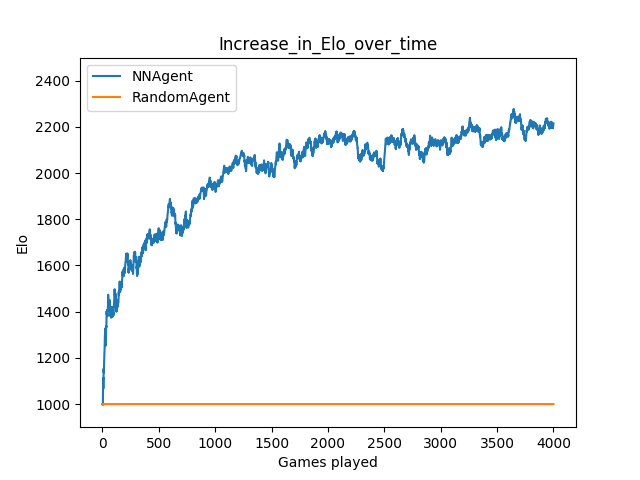 Increase_in_Elo_over_time
NNAgent
RandomAgent
2400
2200
2000
1800
1600
1400
1200
1000
Elo
0 500 1000 1500 2000 2500 3000 3500 4000
Games played